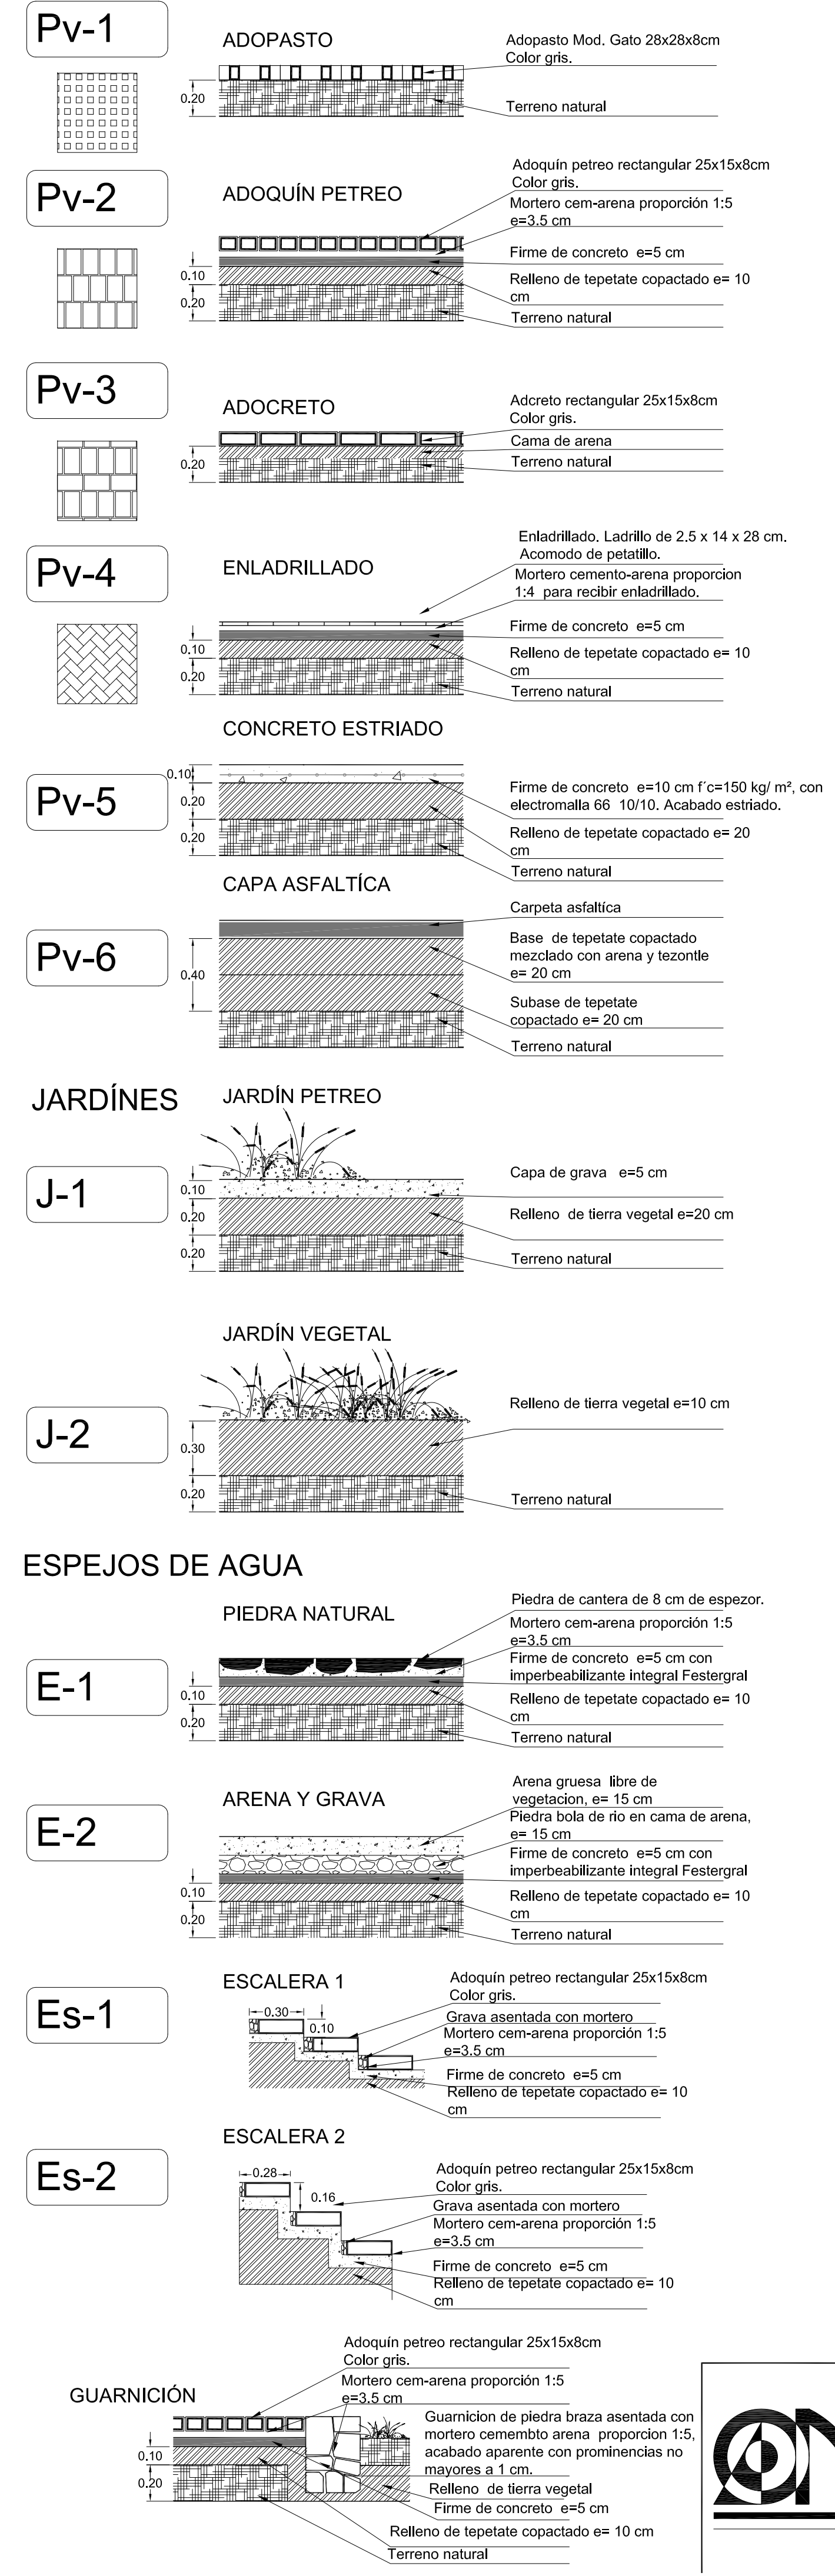 Pv-1
ADOPASTO
Adopasto Mod. Gato 28x28x8cm
Color gris.
0.20
Terreno natural
Pv-2
ADOQUÍN PETREO
Adoquín petreo rectangular 25x15x8cm
Color gris.
Mortero cem-arena proporción 1:5
e=3.5 cm
Firme de concreto e=5 cm
0.10
Relleno de tepetate copactado e= 10
cm
0.20
Terreno natural
Pv-3
ADOCRETO
Adcreto rectangular 25x15x8cm
Color gris.
Cama de arena
0.20
Terreno natural
Pv-4
ENLADRILLADO
Enladrillado. Ladrillo de 2.5 x 14 x 28 cm.
Acomodo de petatillo.
Mortero cemento-arena proporcion
1:4 para recibir enladrillado.
Firme de concreto e=5 cm
0.10
Relleno de tepetate copactado e= 10
cm
0.20
Terreno natural
CONCRETO ESTRIADO
Pv-5
0.10
0.20
0.20
Firme de concreto e=10 cm f´c=150 kg/ m², con
electromalla 66 10/10. Acabado estriado.
Relleno de tepetate copactado e= 20
cm
Terreno natural
CAPA ASFALTÍCA
Pv-6
Carpeta asfaltíca
0.40
Base de tepetate copactado
mezclado con arena y tezontle
e= 20 cm
Subase de tepetate
copactado e= 20 cm
Terreno natural
JARDÍNES
JARDÍN PETREO
J-1
0.10
0.20
0.20
Capa de grava e=5 cm
Relleno de tierra vegetal e=20 cm
Terreno natural
JARDÍN VEGETAL
J-2
0.30
0.20
Relleno de tierra vegetal e=10 cm
Terreno natural
ESPEJOS DE AGUA
PIEDRA NATURAL
E-1
Piedra de cantera de 8 cm de espezor.
Mortero cem-arena proporción 1:5
e=3.5 cm
Firme de concreto e=5 cm con
imperbeabilizante integral Festergral
0.10
Relleno de tepetate copactado e= 10
cm
0.20
Terreno natural
ARENA Y GRAVA
E-2
Arena gruesa libre de
vegetacion, e= 15 cm
Piedra bola de rio en cama de arena,
e= 15 cm
Firme de concreto e=5 cm con
imperbeabilizante integral Festergral
0.10
Relleno de tepetate copactado e= 10
cm
0.20
Terreno natural
ESCALERA 1
Es-1
0.30
0.10
Adoquín petreo rectangular 25x15x8cm
Color gris.
Grava asentada con mortero
Mortero cem-arena proporción 1:5
e=3.5 cm
Firme de concreto e=5 cm
Relleno de tepetate copactado e= 10
cm
ESCALERA 2
Es-2
0.28
0.16
Adoquín petreo rectangular 25x15x8cm
Color gris.
Grava asentada con mortero
Mortero cem-arena proporción 1:5
e=3.5 cm
Firme de concreto e=5 cm
Relleno de tepetate copactado e= 10
cm
GUARNICIÓN
Adoquín petreo rectangular 25x15x8cm
Color gris.
Mortero cem-arena proporción 1:5
e=3.5 cm
0.10
0.20
Guarnicion de piedra braza asentada con
mortero cemembto arena proporcion 1:5,
acabado aparente con prominencias no
mayores a 1 cm.
Relleno de tierra vegetal
Firme de concreto e=5 cm
Relleno de tepetate copactado e= 10 cm
Terreno natural